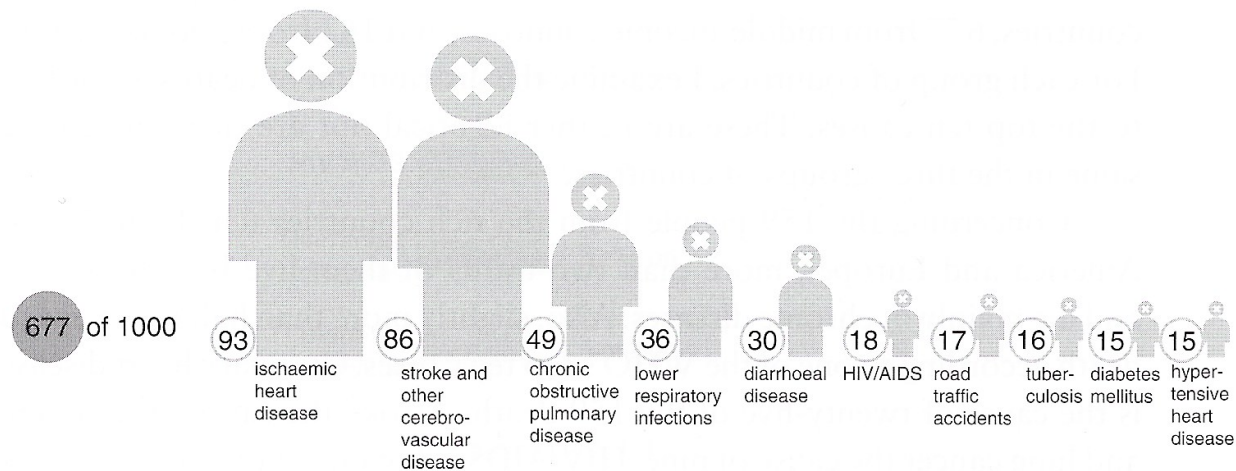 677 of 1000
93
ischaemic
heart
disease
86
stroke and
other
cerebro-
vascular
disease
49
chronic
obstructive
pulmonary
disease
36
lower
respiratory
infections
30
diarrhoeal
disease
18
HIV/AIDS
17
road
traffic
accidents
16
tuber-
culosis
15
diabetes
mellitus
15
hyper-
tensive
heart
disease